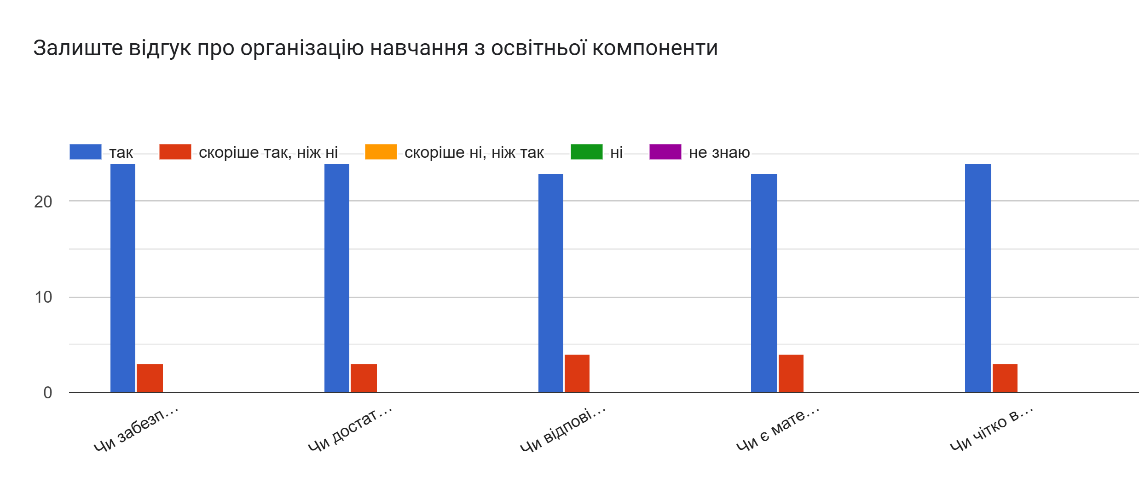 Залиште відгук про організацію навчання з освітньої компоненти
так скоріше так, ніж ні скоріше ні, ніж так ні не знаю
20
10
0
Чи забезп... Чи достат... Чи відпові... Чи є мате... Чи чітко в...